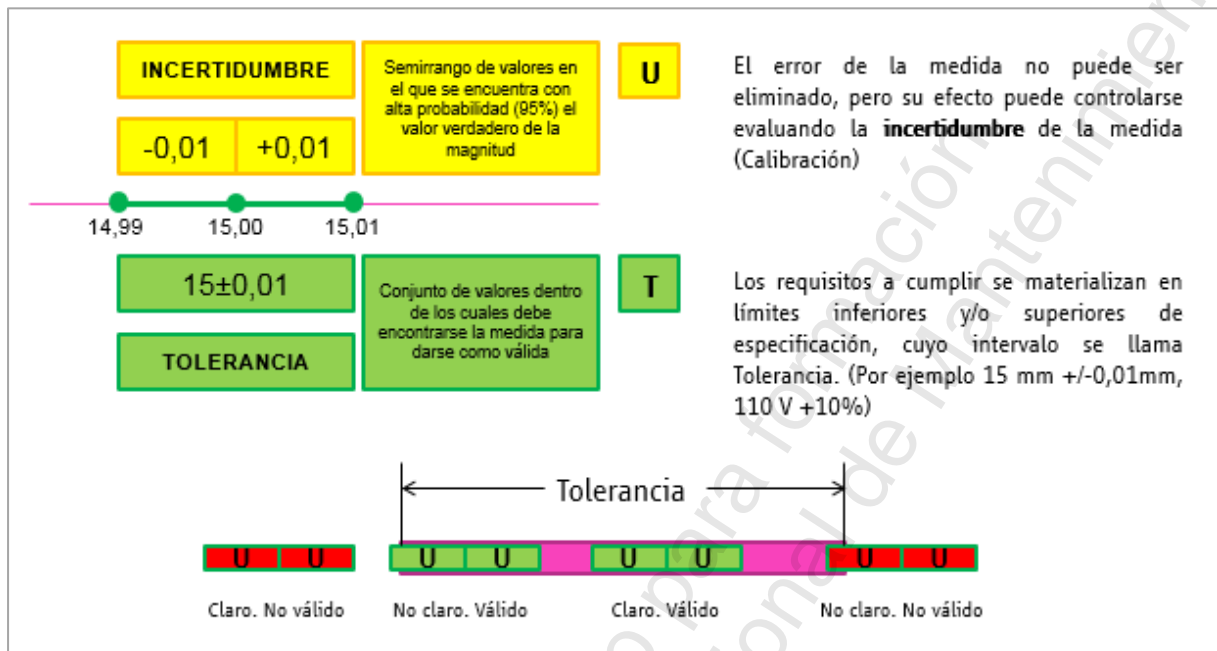 INCERTIDUMBRE
-0,01 +0,01
Semirrango de valores en
el que se encuentra con
alta probabilidad (95%) el
valor verdadero de la
magnitud
U
El error de la medida no puede ser
eliminado, pero su efecto puede controlarse
evaluando la incertidumbre de la medida
(Calibración)
14,99 15,00 15,01
15±0,01
TOLERANCIA
Conjunto de valores dentro
de los cuales debe
encontrarse la medida para
darse como válida
T
Los requisitos a cumplir se materializan en
límites inferiores y/o superiores de
especificación, cuyo intervalo se llama
Tolerancia. (Por ejemplo 15 mm +/-0,01mm,
110 V +10%)
Tolerancia
U U U U U U U U
Claro. No válido No claro. Válido Claro. Válido No claro. No válido
para formación
nal de Mantenimien